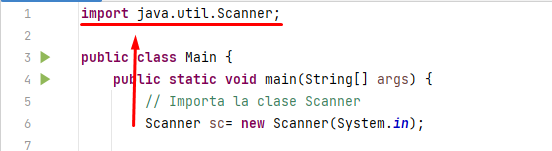 1 import java.util.Scanner;
2
3 public class Main {
4 public static void main(String[] args) {
5 // Importa la clase Scanner
6 Scanner sc= new Scanner(System.in);
7